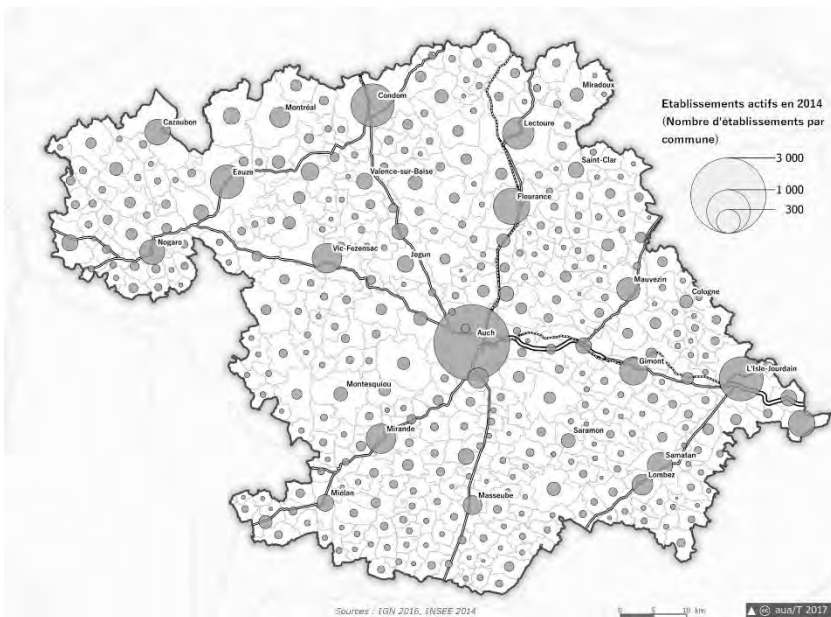 Condom
Miradoux
Montréal
Cazaubon
Lectoure
Etablissements actifs en 2014
(Nombre d'établissements par
commune)
3 000
1 000
300
Saint-Clar
Eauze
Valence-sur-Baïse
Fleurance
Nogaro
Vic-Fezensac
Jegun
Mauvezin
Cologne
Auch
Gimont
L'Isle-Jourdain
Montesquiou
Mirande
Saramon
Samatan
Lombez
Miélan
Masseube
Sources : IGN 2016, INSEE 2014
0 5 10 km
aua/T 2017